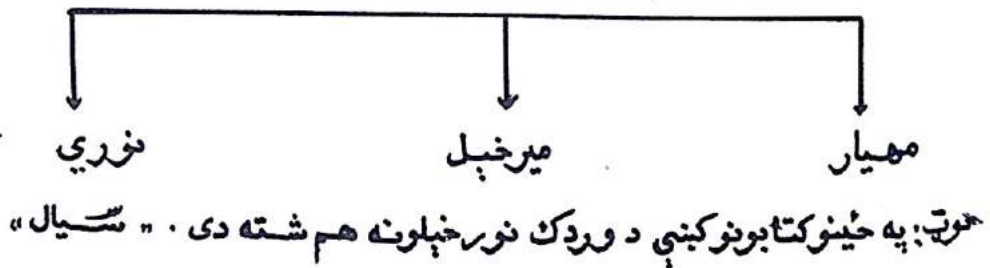 مهیار میرخېل نوري
نوټ: په ځینو کتابونو کښې د وردک نور خېلونه هم شته دی. "سیال"